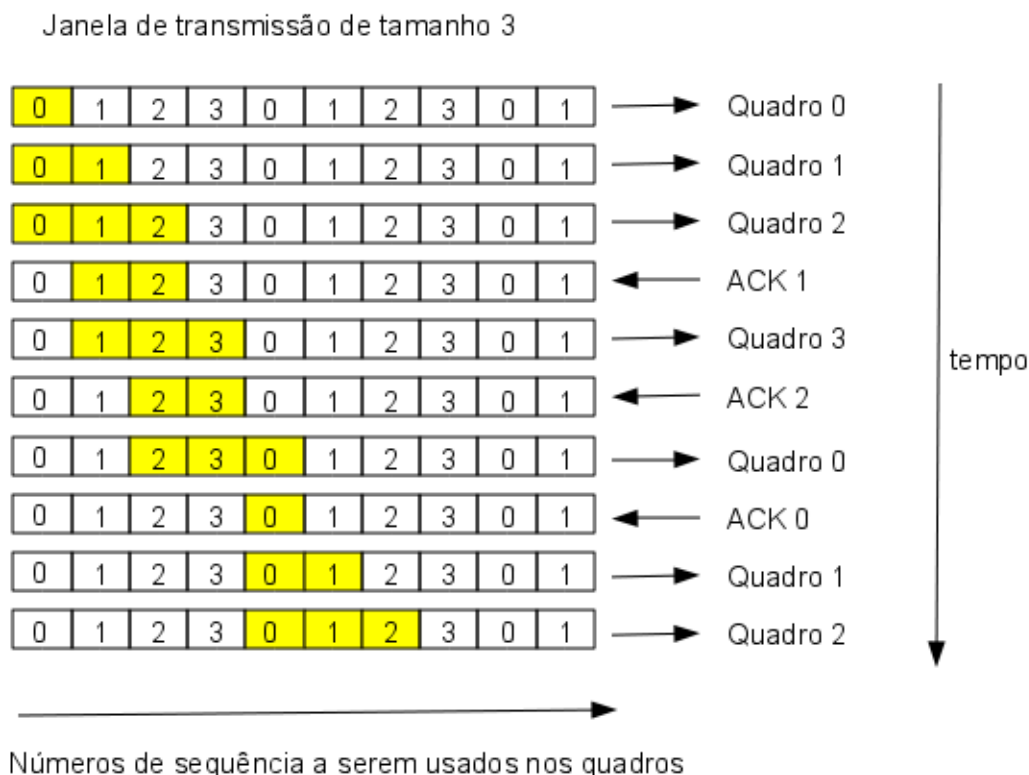 Janela de transmissão de tamanho 3
0 1 2 3 0 1 2 3 0 1 Quadro 0
0 1 2 3 0 1 2 3 0 1 Quadro 1
0 1 2 3 0 1 2 3 0 1 Quadro 2
0 1 2 3 0 1 2 3 0 1 ACK 1
0 1 2 3 0 1 2 3 0 1 Quadro 3
tempo
0 1 2 3 0 1 2 3 0 1 ACK 2
0 1 2 3 0 1 2 3 0 1 Quadro 0
0 1 2 3 0 1 2 3 0 1 ACK 0
0 1 2 3 0 1 2 3 0 1 Quadro 1
0 1 2 3 0 1 2 3 0 1 Quadro 2
Números de sequência a serem usados nos quadros